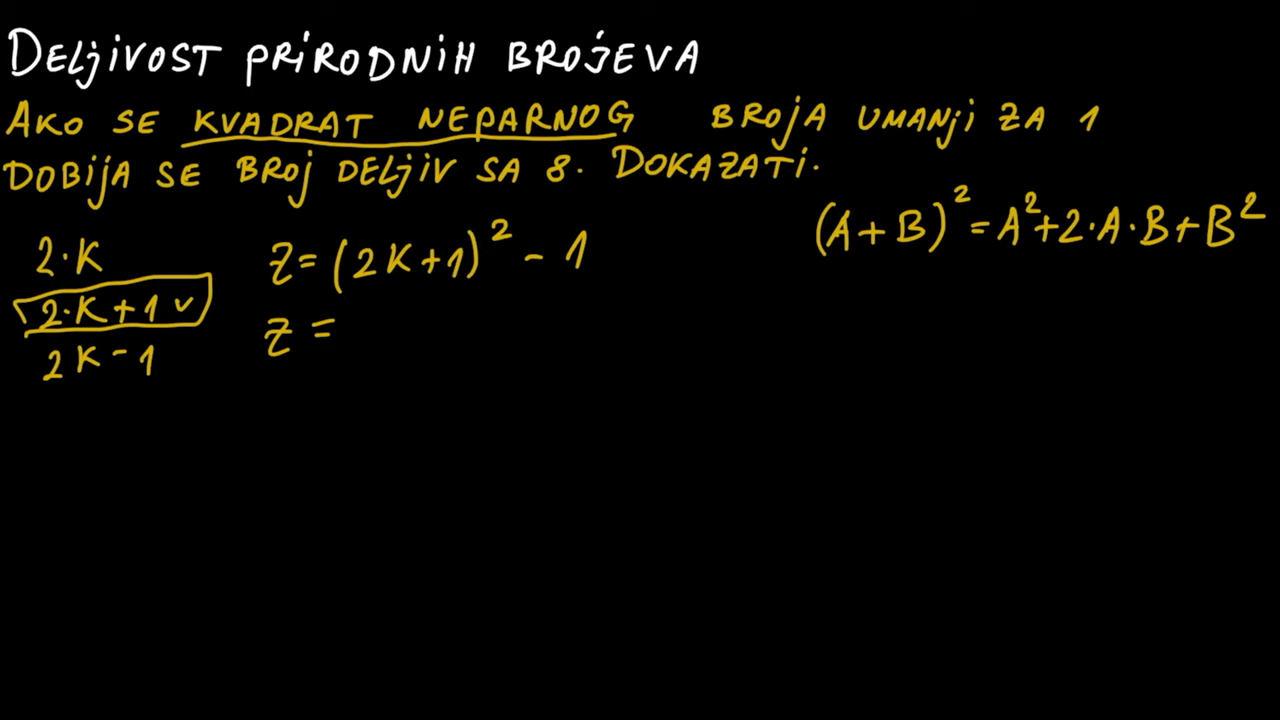 DELJIVOST PRIRODNIH BROJEVA
AKO SE KVADRAT NEPARNOG BROJA UMANJI ZA 1
DOBIJA SE BROJ DELJIV SA 8. DOKAZATI.
(A+B)²=A²+2·A·B+B²
2·K
2·K+1 ✓
2K-1
Z=(2K+1)²-1
Z=